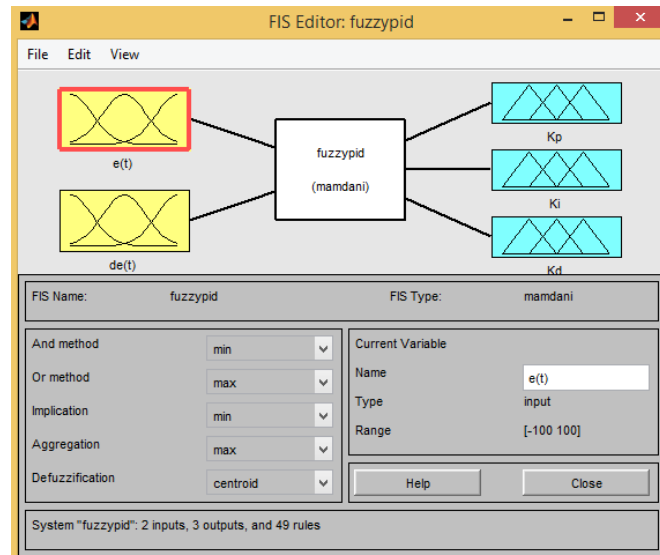 FIS Editor: fuzzypid
File Edit View
e(t)
de(t)
fuzzypid
(mamdani)
Kp
Ki
Kd
FIS Name: fuzzypid FIS Type: mamdani
And method min
Or method max
Implication min
Aggregation max
Defuzzification centroid
Current Variable
Name e(t)
Type input
Range [-100 100]
Help Close
System "fuzzypid": 2 inputs, 3 outputs, and 49 rules